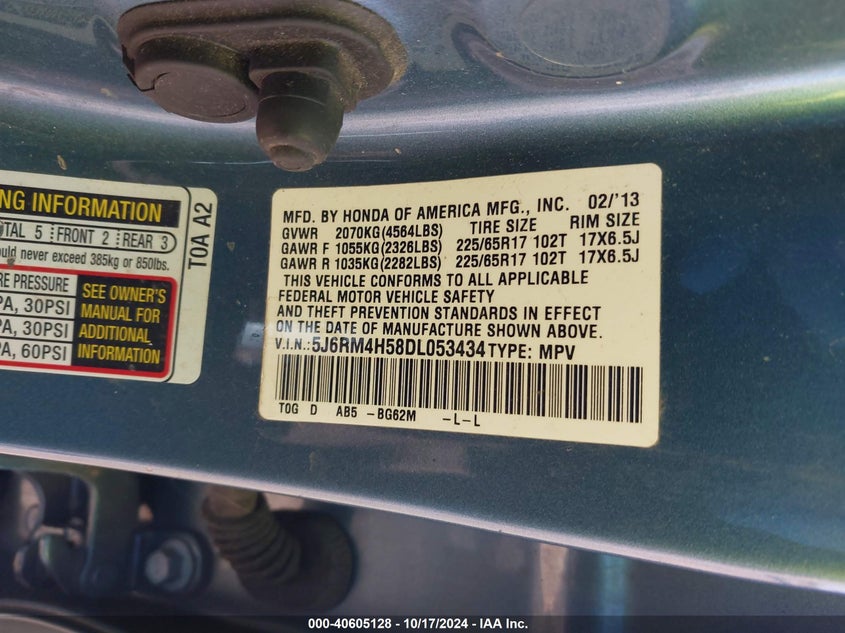 NG INFORMATION
TAL 5 FRONT 2 REAR 3
uld never exceed 385kg or 850lbs.
RE PRESSURE
PA, 30PSI
PA, 30PSI
PA, 60PSI
SEE OWNER'S
MANUAL FOR
ADDITIONAL
INFORMATION
T0A A2
MFD. BY HONDA OF AMERICA MFG., INC. 02/'13
GVWR 2070KG(4564LBS) TIRE SIZE RIM SIZE
GAWR F 1055KG(2326LBS) 225/65R17 102T 17X6.5J
GAWR R 1035KG(2282LBS) 225/65R17 102T 17X6.5J
THIS VEHICLE CONFORMS TO ALL APPLICABLE
FEDERAL MOTOR VEHICLE SAFETY
AND THEFT PREVENTION STANDARDS IN EFFECT
ON THE DATE OF MANUFACTURE SHOWN ABOVE.
V.I.N.: 5J6RM4H58DL053434 TYPE: MPV
T0G D AB5 -BG62M -L-L
000-40605128 - 10/17/2024 - IAA Inc.